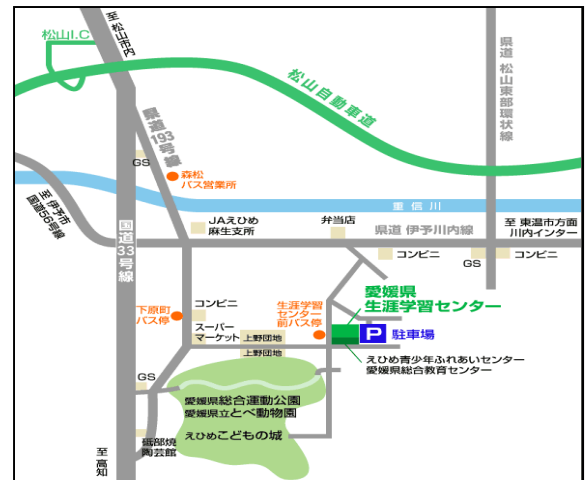 至 松山市内
松山I.C
県道 松山東部環状線
県道193号線
松山自動車道
GS
森松
バス営業所
至 伊予市
国道56号線
重信川
国道33号線
JAえひめ
麻生支所
弁当店
県道 伊予川内線
至 東温市方面
川内インター
コンビニ
GS
コンビニ
愛媛県
生涯学習センター
下原町
バス停
コンビニ
生涯学習
センター
前バス停
P 駐車場
スーパー
マーケット
上野団地
上野団地
えひめ青少年ふれあいセンター
愛媛県総合教育センター
GS
愛媛県総合運動公園
愛媛県立とべ動物園
えひめこどもの城
砥部焼
陶芸館
至 高知